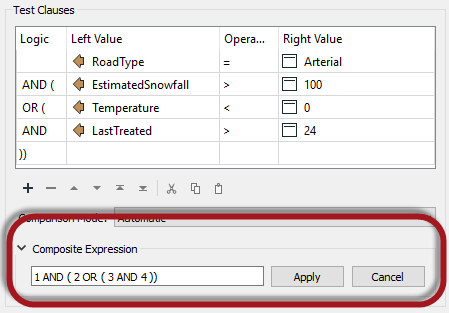 Test Clauses
Logic Left Value Opera... Right Value
RoadType = Arterial
AND ( EstimatedSnowfall > 100
OR ( Temperature < 0
AND LastTreated > 24
))
Comparison Mode: Automatic
Composite Expression
1 AND ( 2 OR ( 3 AND 4 )) Apply Cancel